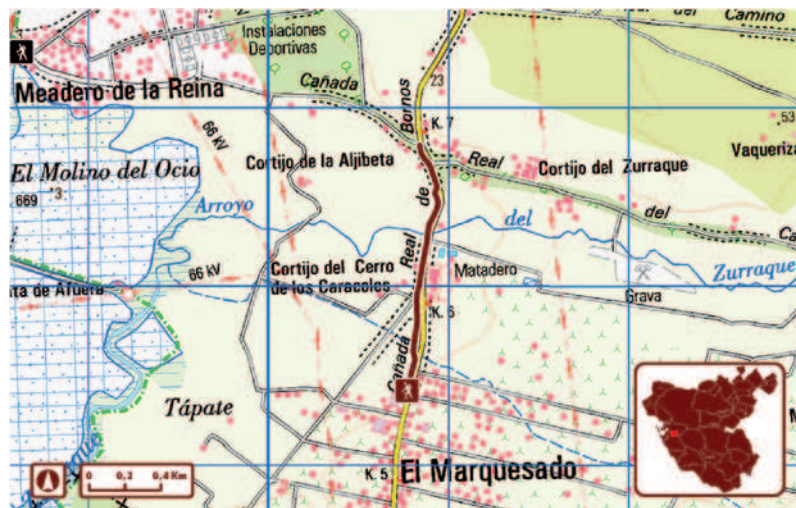 del Camino
Instalaciones
Deportivas
Cañada
23
Meadero de la Reina
Bornos
K. 7
53
66 kV
Cortijo de la Aljibeta
Real
Cortijo del Zurraque
Vaqueriza
El Molino del Ocio
3
669
de
Arroyo
del
del
Real
66 kV
Cortijo del Cerro
de los Caracoles
Matadero
Zurraque
ta de Afuera
Grava
K. 6
Cañada
Tápate
0 0,2 0,4 Km
K. 5
El Marquesado